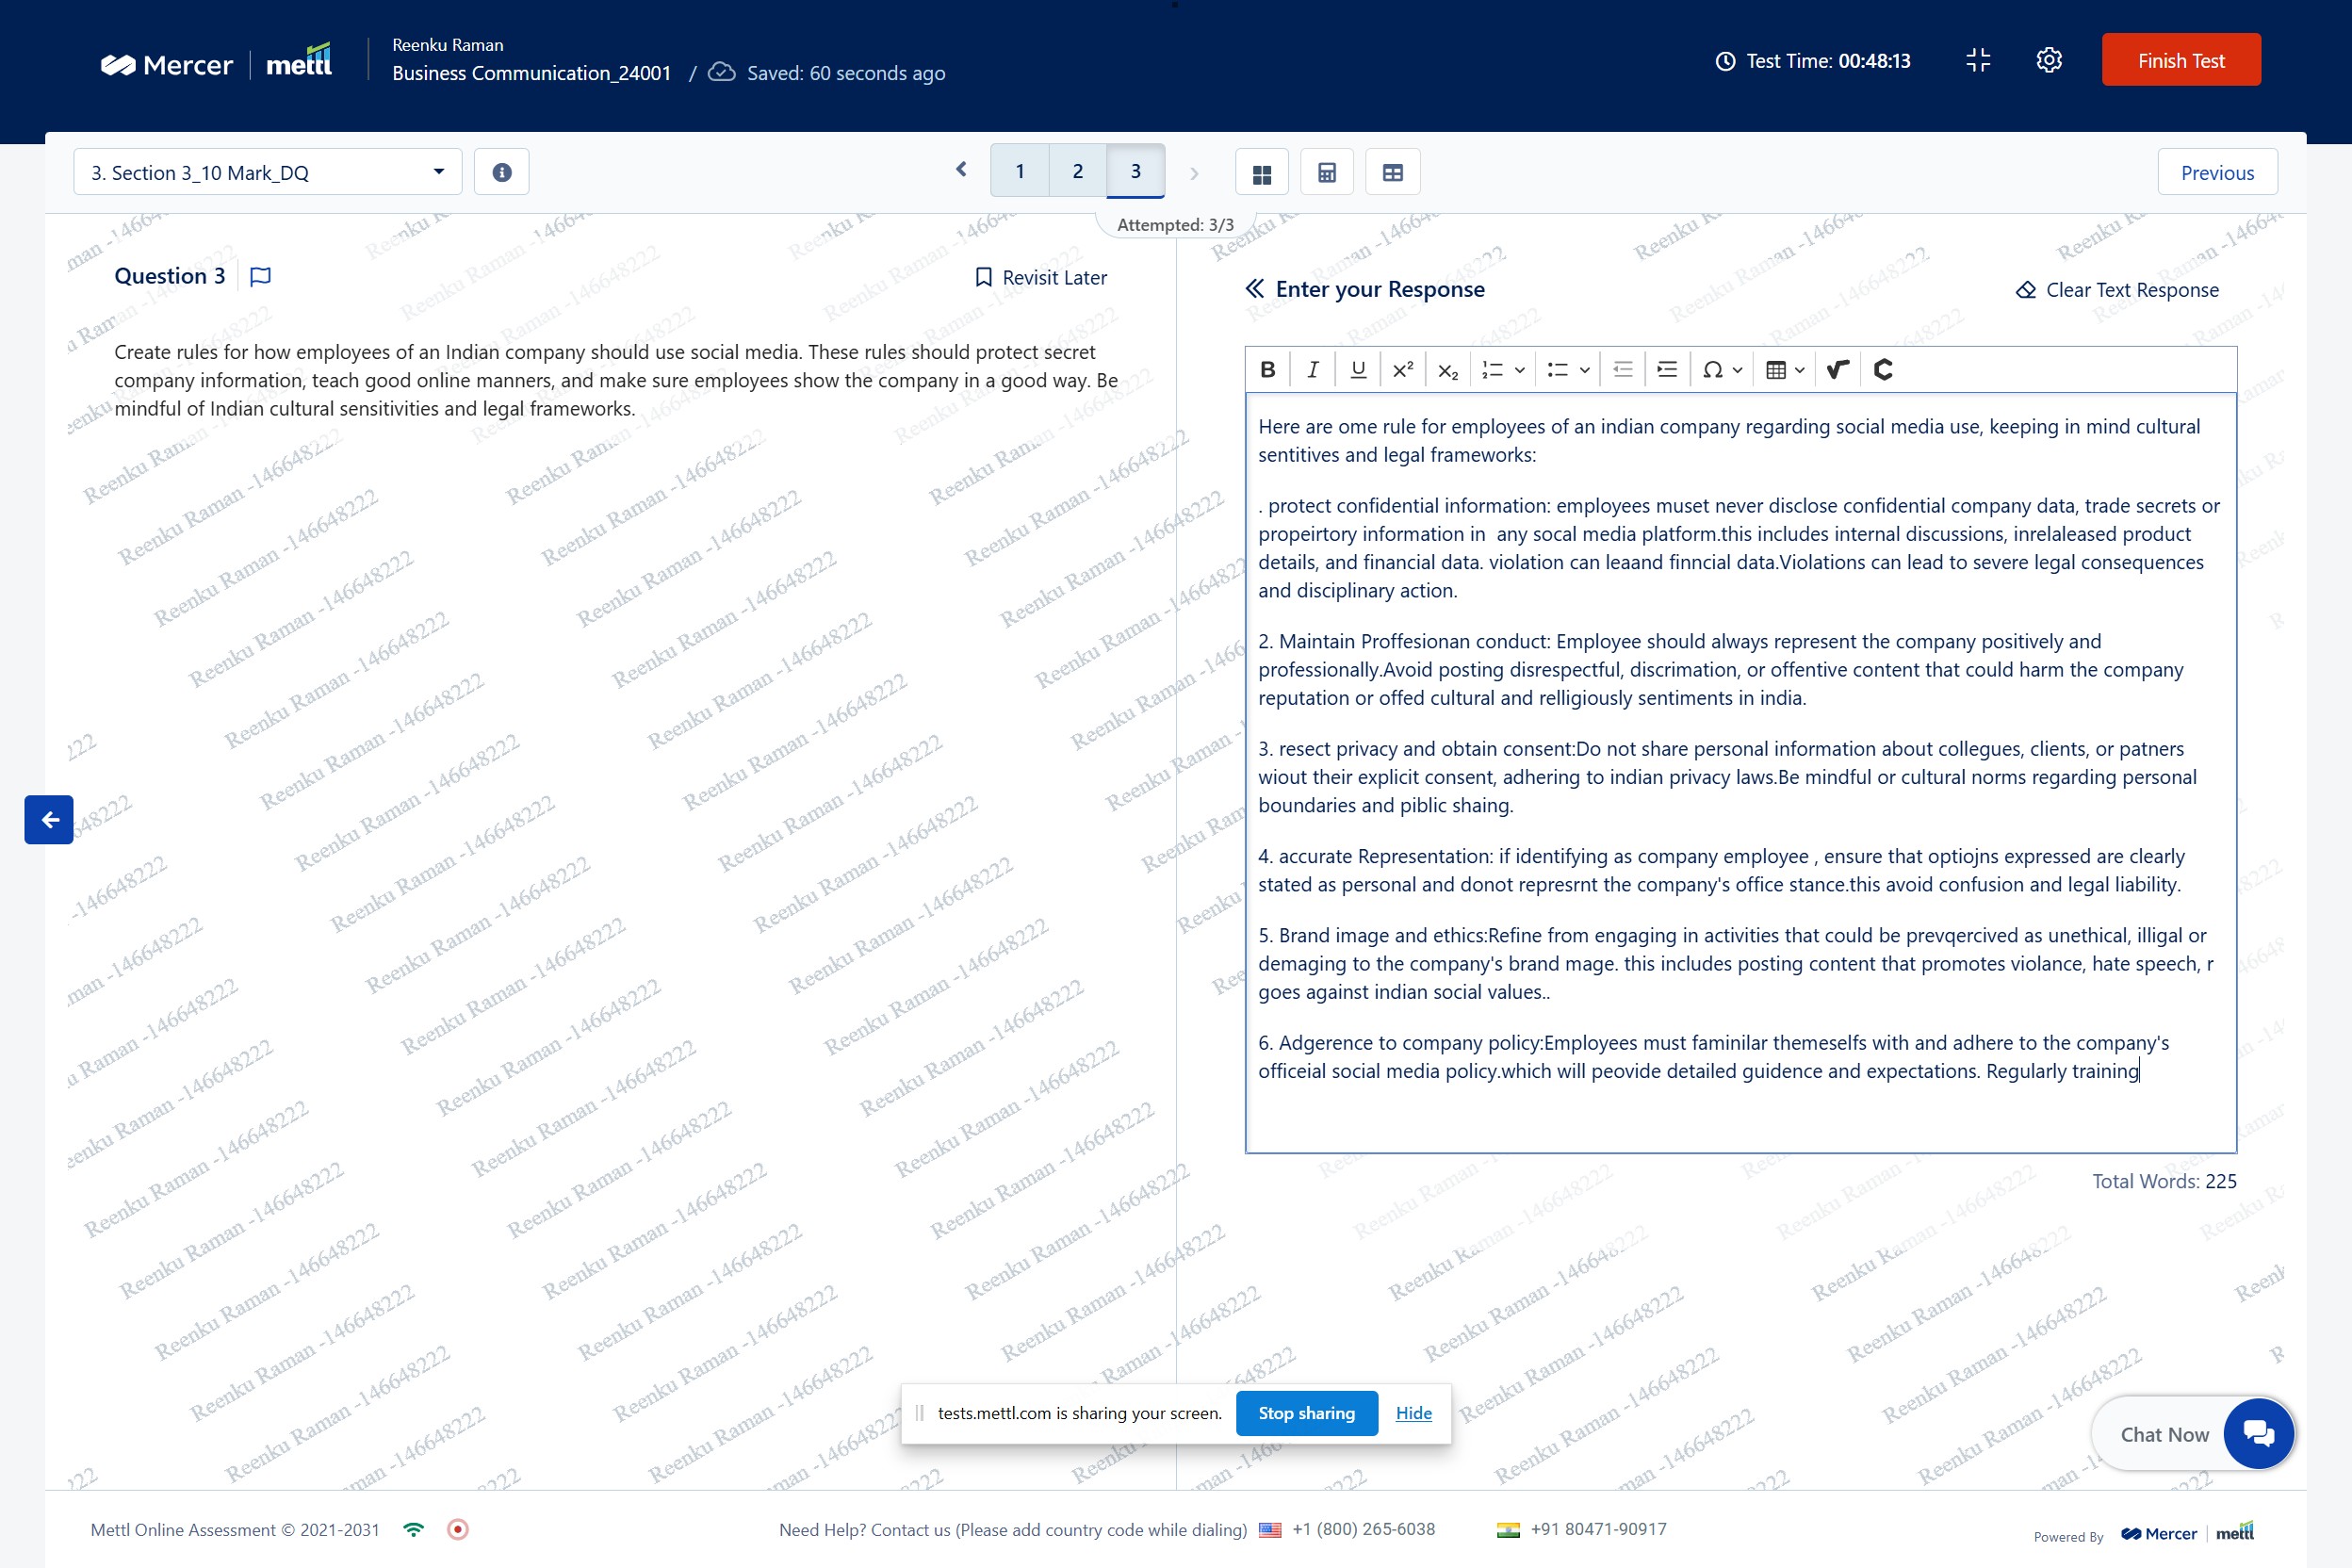 Mercer | mettl
Reenku Raman
Business Communication_24001 / Saved: 60 seconds ago
Test Time: 00:48:13
Finish Test
3. Section 3_10 Mark_DQ
1 2 3
Previous
Attempted: 3/3
Question 3
Revisit Later
Create rules for how employees of an Indian company should use social media. These rules should protect secret
company information, teach good online manners, and make sure employees show the company in a good way. Be
mindful of Indian cultural sensitivities and legal frameworks.
Enter your Response
Clear Text Response
Here are ome rule for employees of an indian company regarding social media use, keeping in mind cultural
sentitives and legal frameworks:
. protect confidential information: employees muset never disclose confidential company data, trade secrets or
propeirtory information in  any socal media platform.this includes internal discussions, inrelaleased product
details, and financial data. violation can leaand finncial data.Violations can lead to severe legal consequences
and disciplinary action.
2. Maintain Proffesionan conduct: Employee should always represent the company positively and
professionally.Avoid posting disrespectful, discrimation, or offentive content that could harm the company
reputation or offed cultural and relligiously sentiments in india.
3. resect privacy and obtain consent:Do not share personal information about collegues, clients, or patners
wiout their explicit consent, adhering to indian privacy laws.Be mindful or cultural norms regarding personal
boundaries and piblic shaing.
4. accurate Representation: if identifying as company employee , ensure that optiojns expressed are clearly
stated as personal and donot represrnt the company's office stance.this avoid confusion and legal liability.
5. Brand image and ethics:Refine from engaging in activities that could be prevqercived as unethical, illigal or
demaging to the company's brand mage. this includes posting content that promotes violance, hate speech, r
goes against indian social values..
6. Adgerence to company policy:Employees must faminilar themeselfs with and adhere to the company's
officeial social media policy.which will peovide detailed guidence and expectations. Regularly training
Total Words: 225
Reenku Raman -146648222
tests.mettl.com is sharing your screen.
Stop sharing
Hide
Chat Now
Mettl Online Assessment © 2021-2031
Need Help? Contact us (Please add country code while dialing) +1 (800) 265-6038 +91 80471-90917
Powered By Mercer | mettl